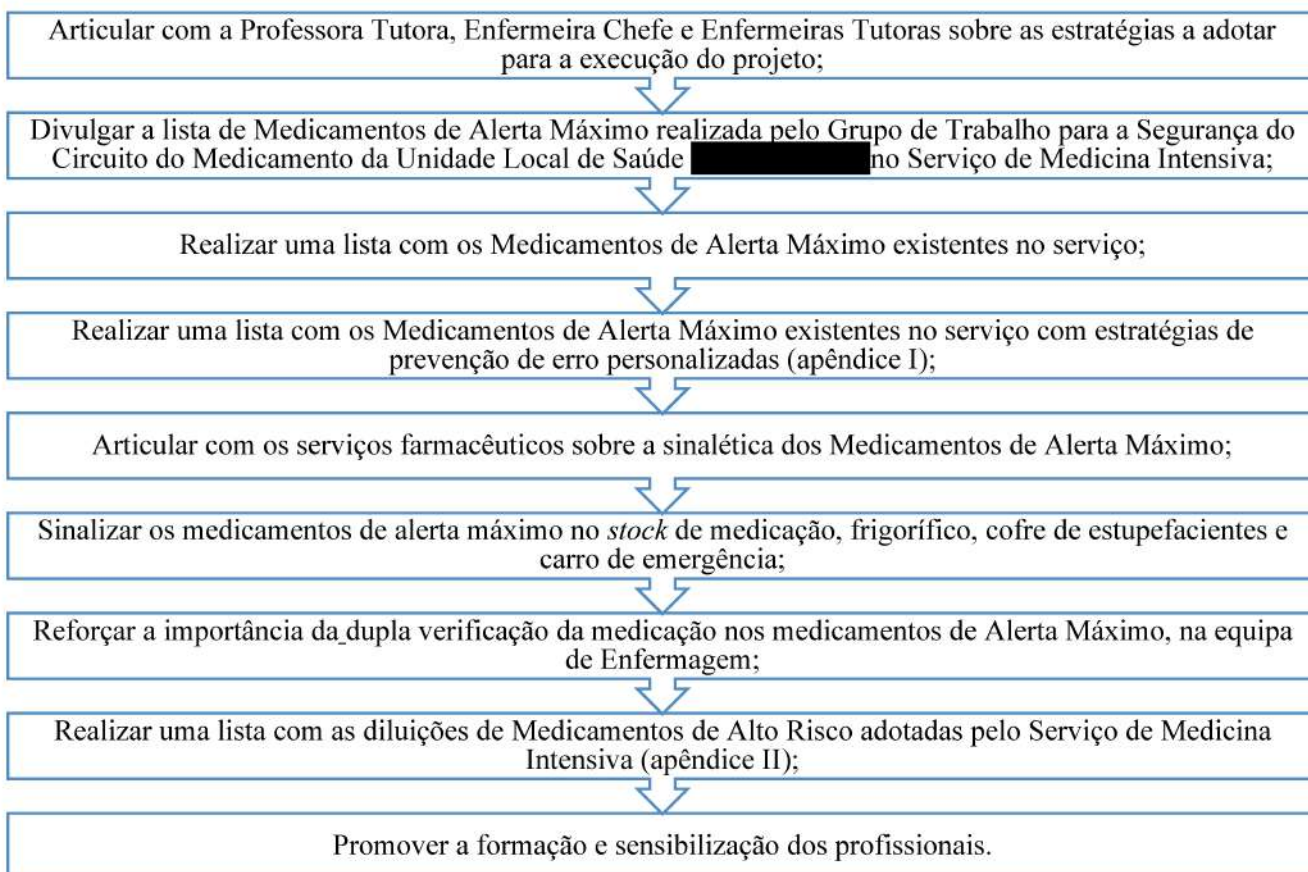 Articular com a Professora Tutora, Enfermeira Chefe e Enfermeiras Tutoras sobre as estratégias a adotar
para a execução do projeto;
Divulgar a lista de Medicamentos de Alerta Máximo realizada pelo Grupo de Trabalho para a Segurança do
Circuito do Medicamento da Unidade Local de Saúde no Serviço de Medicina Intensiva;
Realizar uma lista com os Medicamentos de Alerta Máximo existentes no serviço;
Realizar uma lista com os Medicamentos de Alerta Máximo existentes no serviço com estratégias de
prevenção de erro personalizadas (apêndice I);
Articular com os serviços farmacêuticos sobre a sinalética dos Medicamentos de Alerta Máximo;
Sinalizar os medicamentos de alerta máximo no stock de medicação, frigorífico, cofre de estupefacientes e
carro de emergência;
Reforçar a importância da dupla verificação da medicação nos medicamentos de Alerta Máximo, na equipa
de Enfermagem;
Realizar uma lista com as diluições de Medicamentos de Alto Risco adotadas pelo Serviço de Medicina
Intensiva (apêndice II);
Promover a formação e sensibilização dos profissionais.